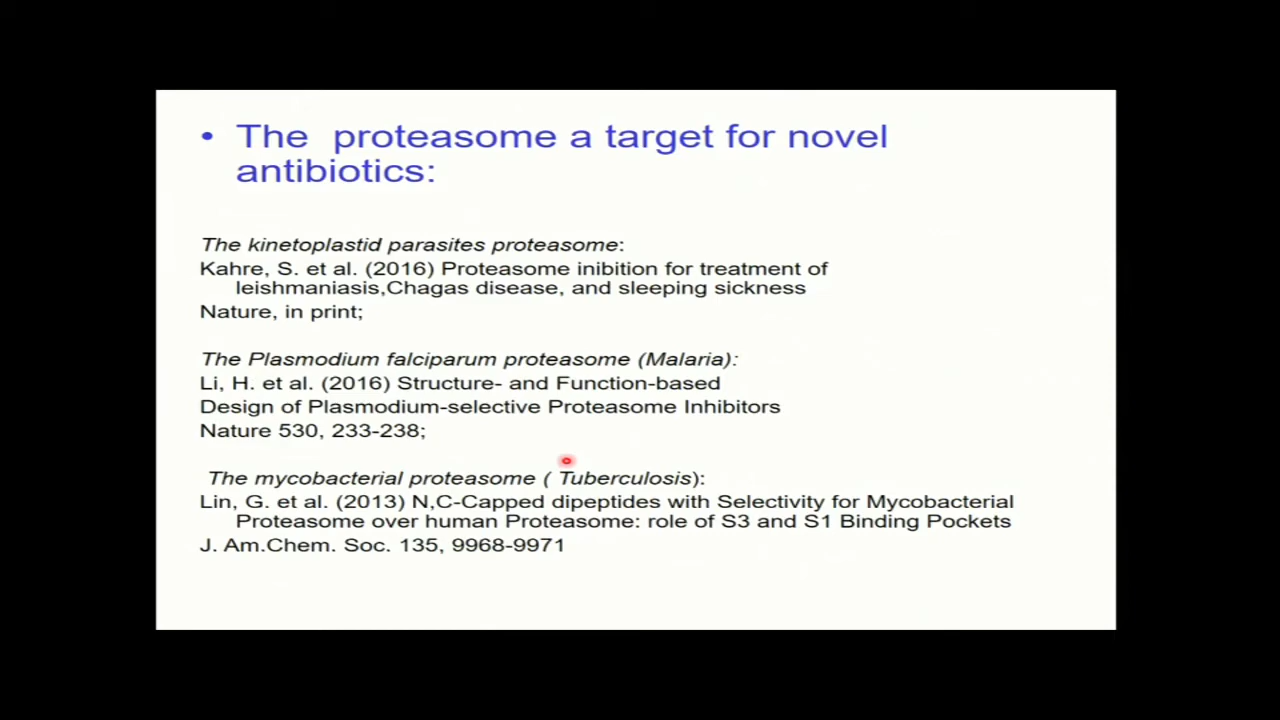 • The proteasome a target for novel
antibiotics:
The kinetoplastid parasites proteasome:
Kahre, S. et al. (2016) Proteasome inibition for treatment of
leishmaniasis,Chagas disease, and sleeping sickness
Nature, in print;
The Plasmodium falciparum proteasome (Malaria):
Li, H. et al. (2016) Structure- and Function-based
Design of Plasmodium-selective Proteasome Inhibitors
Nature 530, 233-238;
The mycobacterial proteasome ( Tuberculosis):
Lin, G. et al. (2013) N,C-Capped dipeptides with Selectivity for Mycobacterial
Proteasome over human Proteasome: role of S3 and S1 Binding Pockets
J. Am.Chem. Soc. 135, 9968-9971